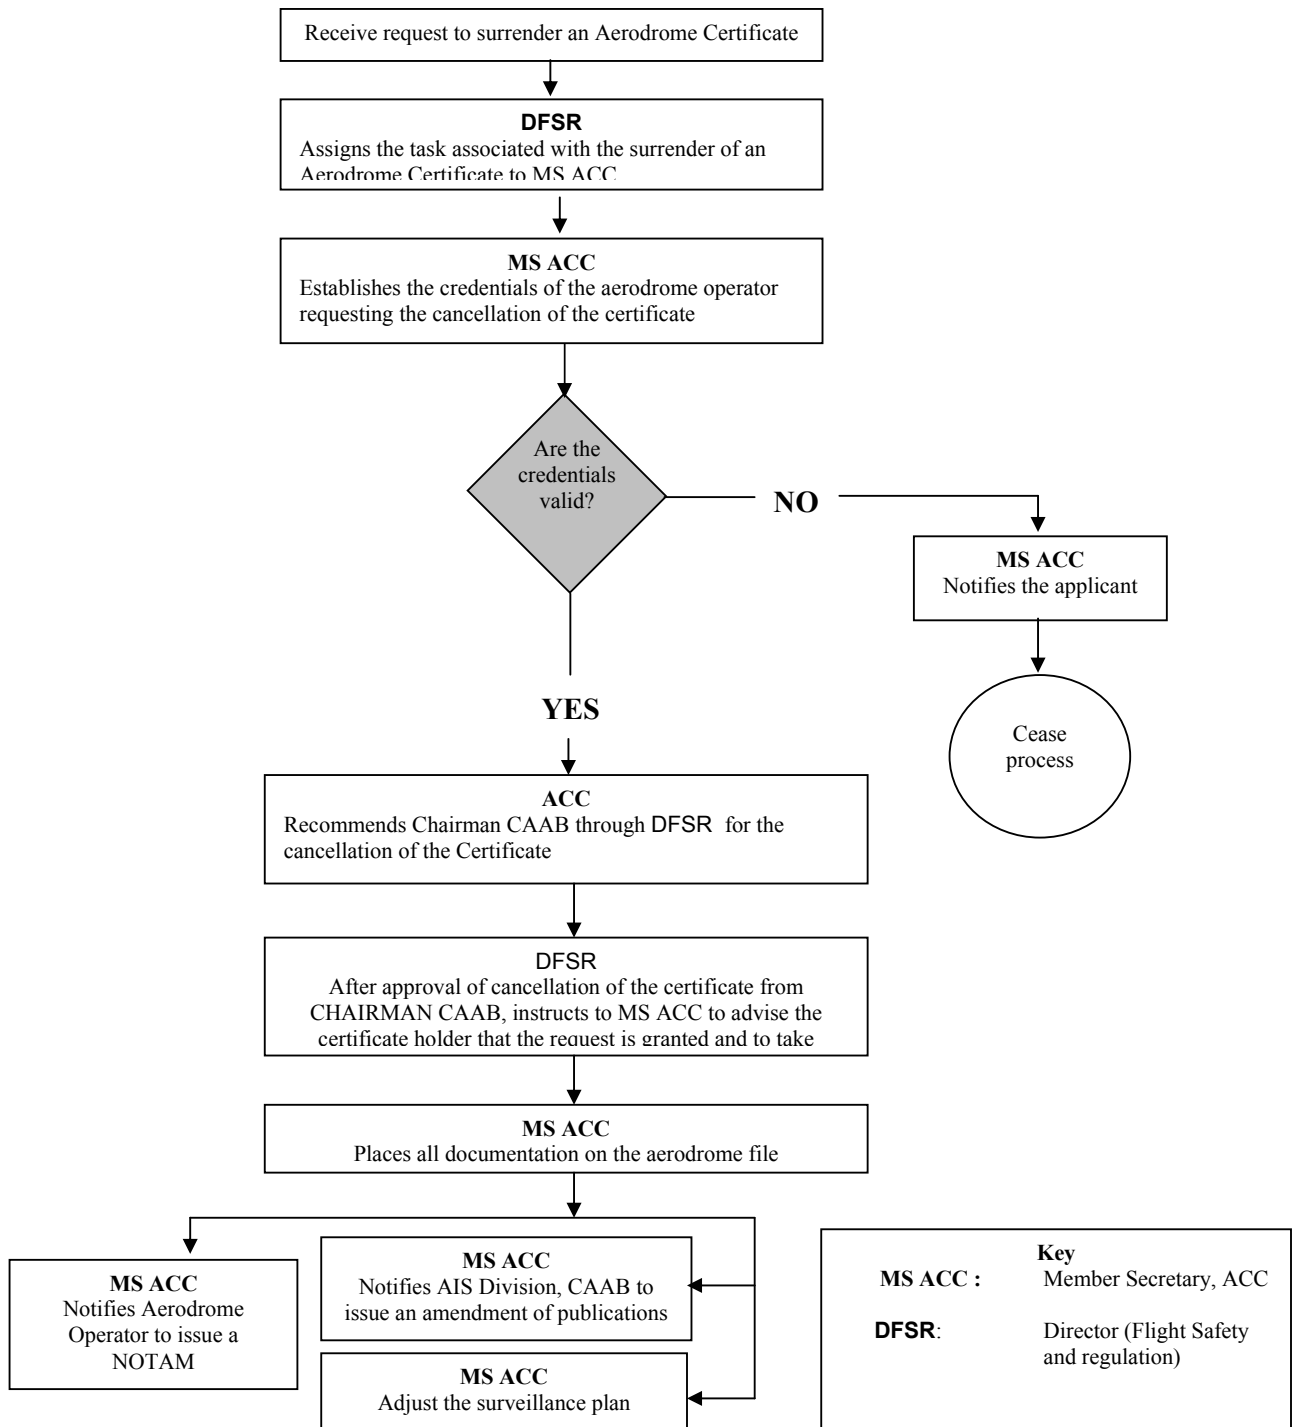 Receive request to surrender an Aerodrome Certificate
DFSR
Assigns the task associated with the surrender of an
Aerodrome Certificate to MS ACC
MS ACC
Establishes the credentials of the aerodrome operator
requesting the cancellation of the certificate
Are the
credentials
valid?
NO
MS ACC
Notifies the applicant
Cease
process
YES
ACC
Recommends Chairman CAAB through DFSR for the
cancellation of the Certificate
DFSR
After approval of cancellation of the certificate from
CHAIRMAN CAAB, instructs to MS ACC to advise the
certificate holder that the request is granted and to take
MS ACC
Places all documentation on the aerodrome file
MS ACC
Notifies Aerodrome
Operator to issue a
NOTAM
MS ACC
Notifies AIS Division, CAAB to
issue an amendment of publications
MS ACC
Adjust the surveillance plan
Key
MS ACC : Member Secretary, ACC
DFSR: Director (Flight Safety
and regulation)